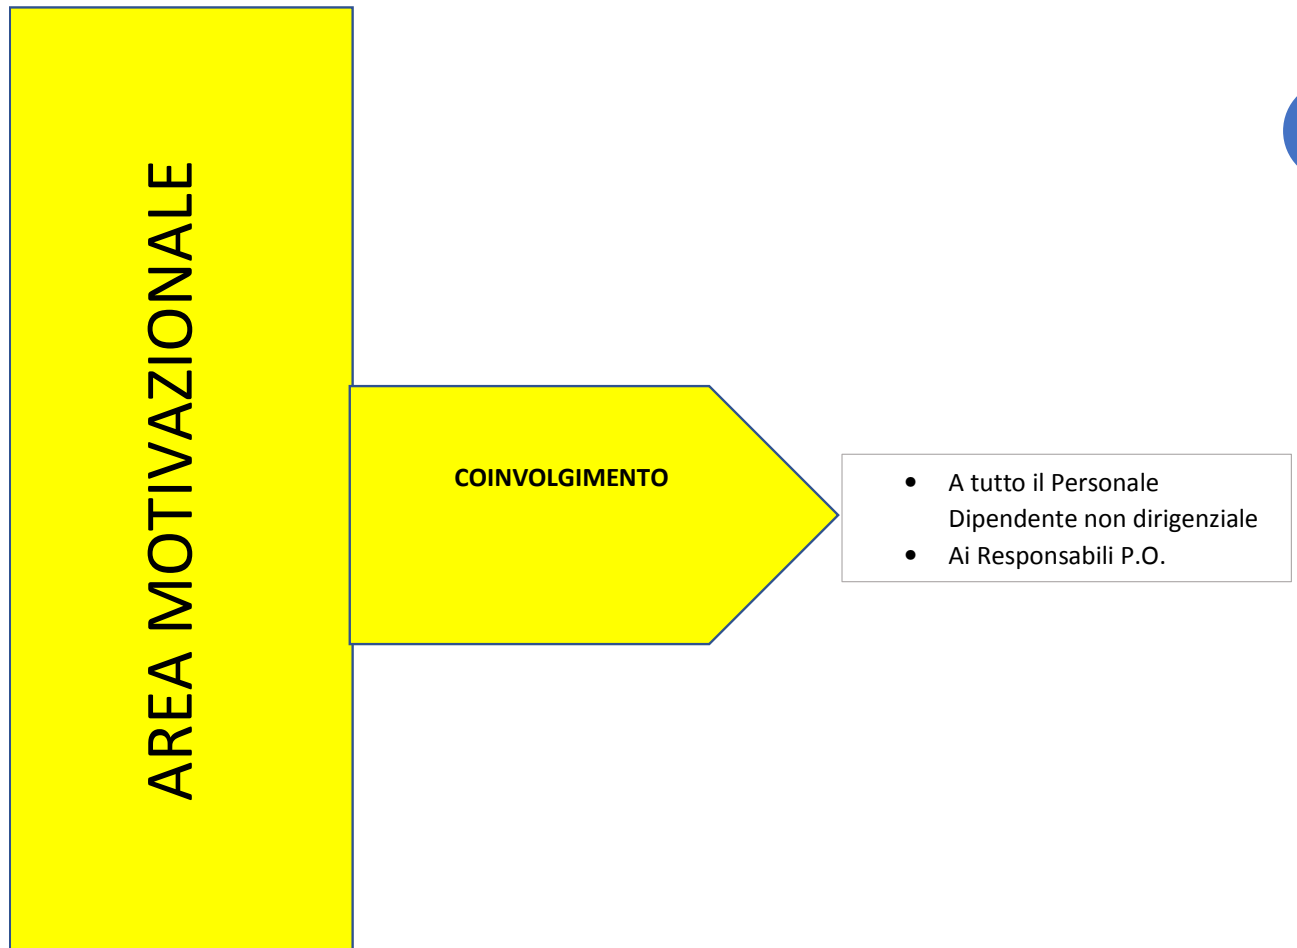 AREA MOTIVAZIONALE
COINVOLGIMENTO
• A tutto il Personale
Dipendente non dirigenziale
• Ai Responsabili P.O.